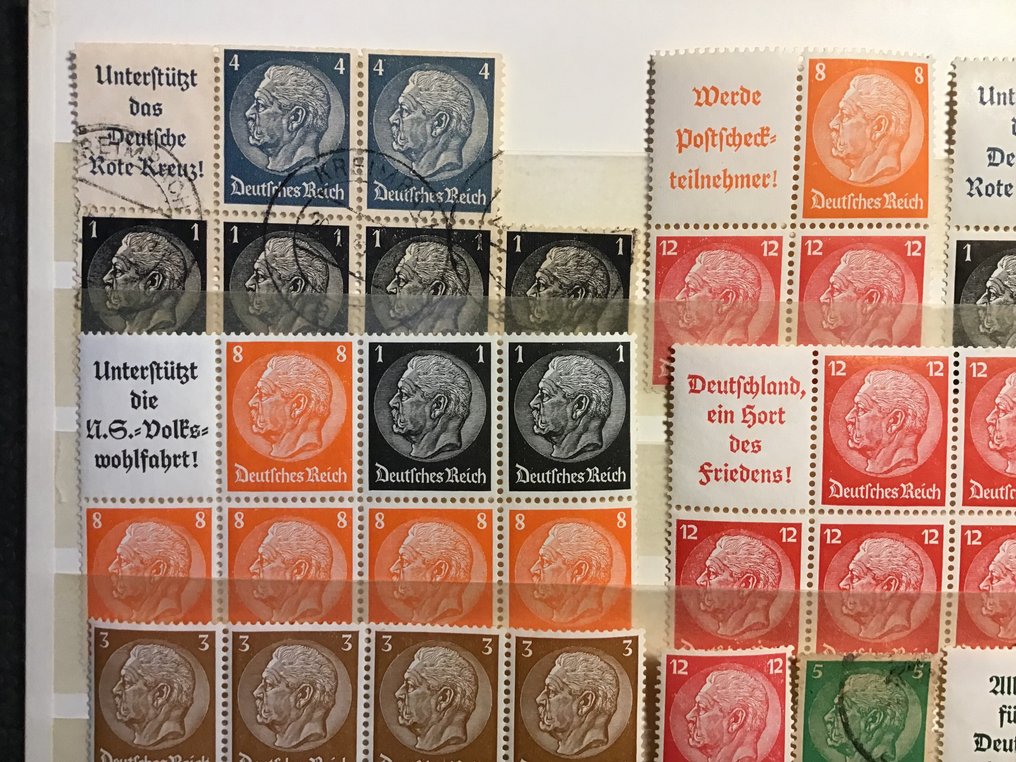 Unterstützt
das
Deutsche
Rote Kreuz!
4 4
Deutsches Reich
4 4
Deutsches Reich
1 1
1 1
1 1
1 1
Unterstützt
die
N.S.-Volks-
wohlfahrt!
8 8
Deutsches Reich
1 1
Deutsches Reich
1 1
Deutsches Reich
8 8
8 8
8 8
8 8
3 3
3 3
3 3
3 3
Werde
Postscheck-
teilnehmer!
8 8
Deutsches Reich
12 12
12 12
Rote
1
Deutschland,
ein Hort
des
Friedens!
12 12
Deutsches Reich
12
12 12
12 12
12
12 12
5 5